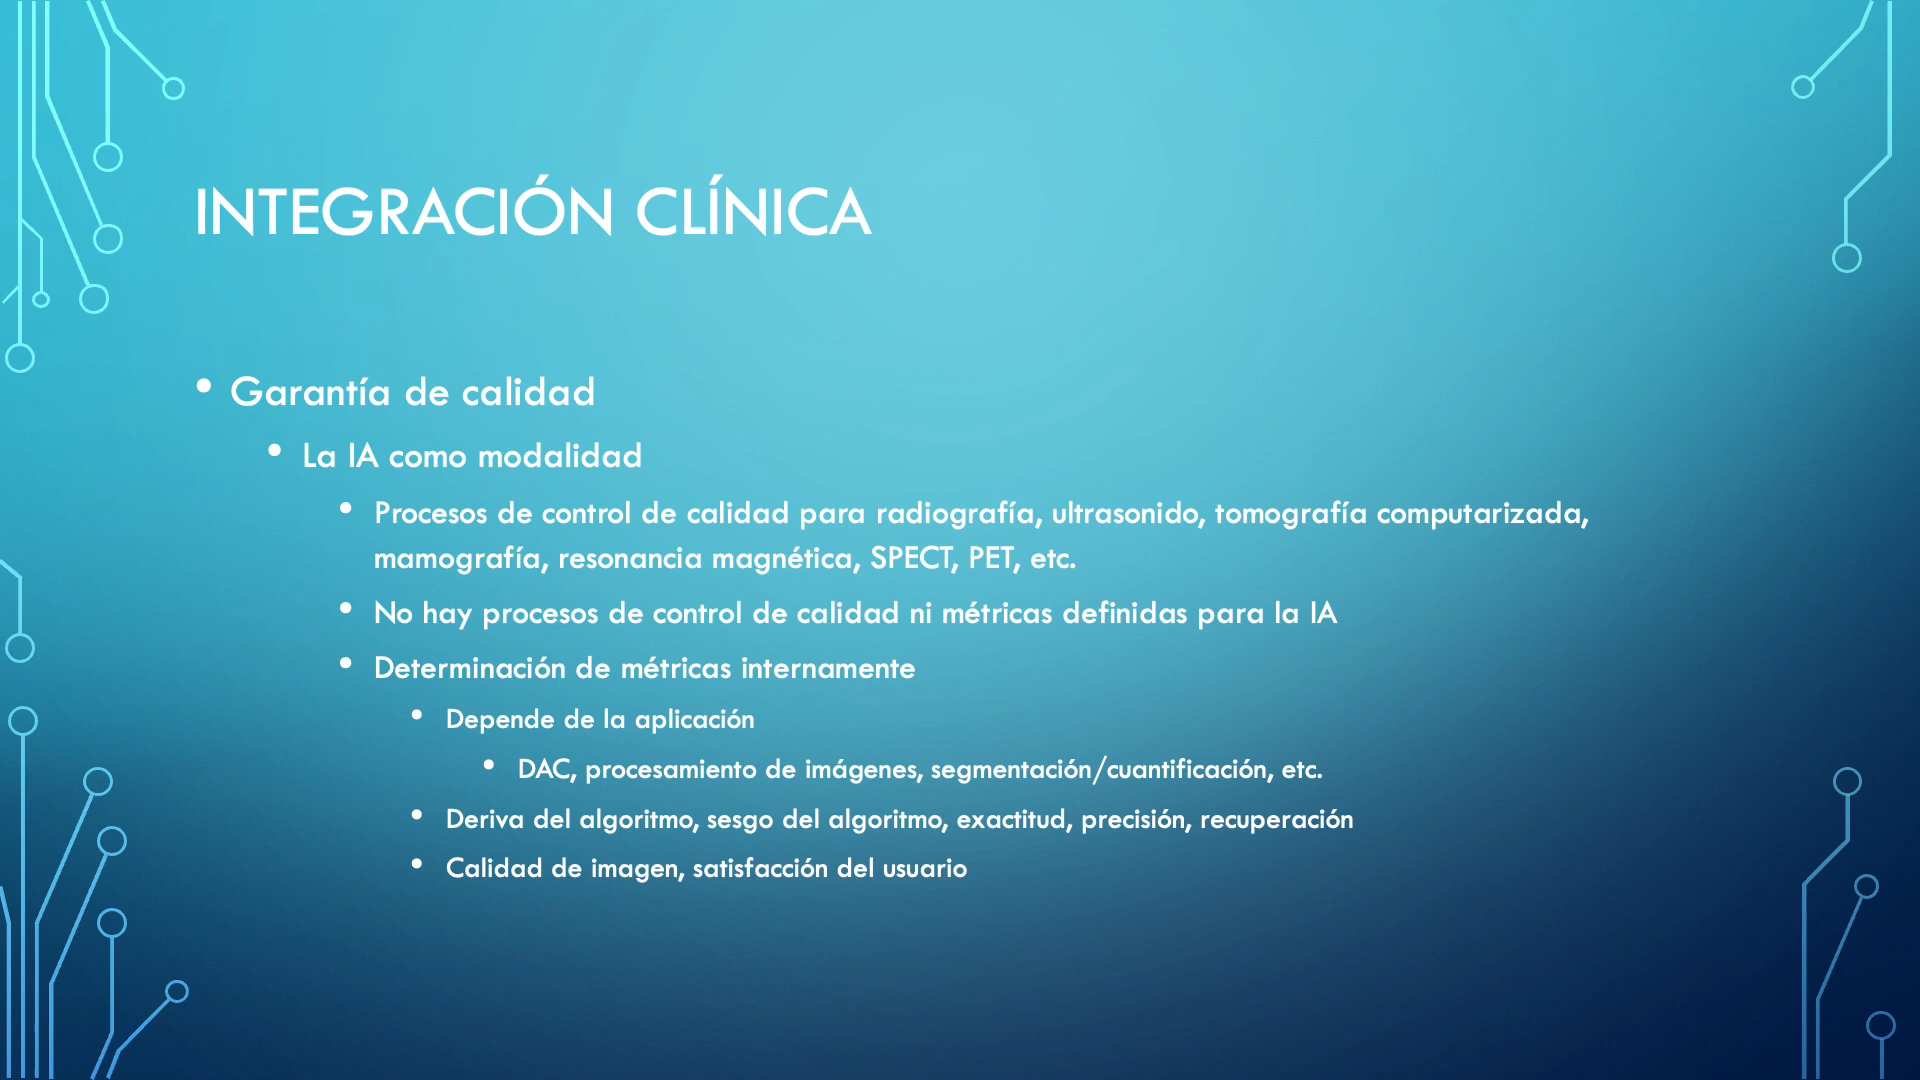 INTEGRACIÓN CLÍNICA
• Garantía de calidad
• La IA como modalidad
• Procesos de control de calidad para radiografía, ultrasonido, tomografía computarizada,
mamografía, resonancia magnética, SPECT, PET, etc.
• No hay procesos de control de calidad ni métricas definidas para la IA
• Determinación de métricas internamente
• Depende de la aplicación
• DAC, procesamiento de imágenes, segmentación/cuantificación, etc.
• Deriva del algoritmo, sesgo del algoritmo, exactitud, precisión, recuperación
• Calidad de imagen, satisfacción del usuario